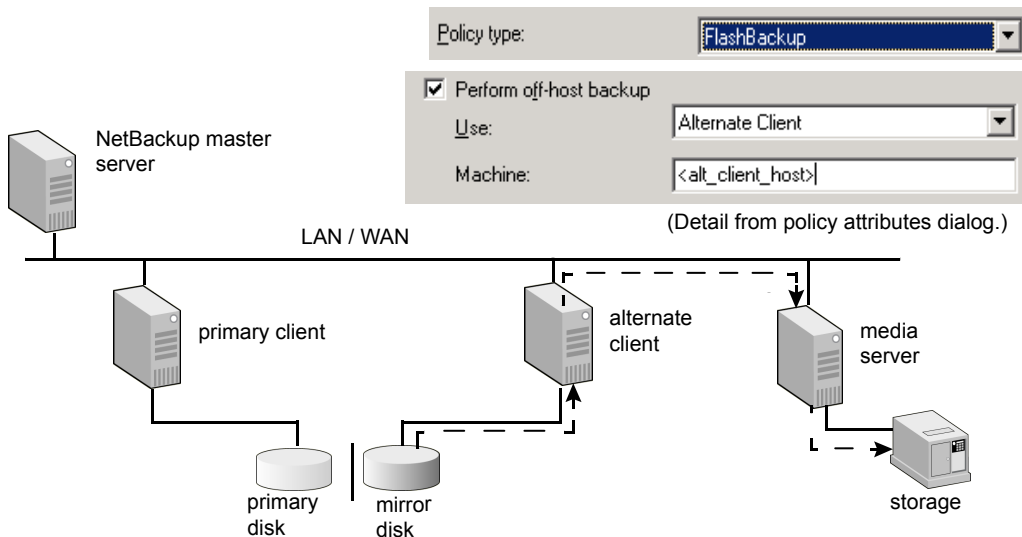 Policy type:
FlashBackup
Perform off-host backup
Use:
Alternate Client
Machine:
<alt_client_host>
(Detail from policy attributes dialog.)
NetBackup master
server
LAN / WAN
primary client
alternate
client
media
server
primary
disk
mirror
disk
storage